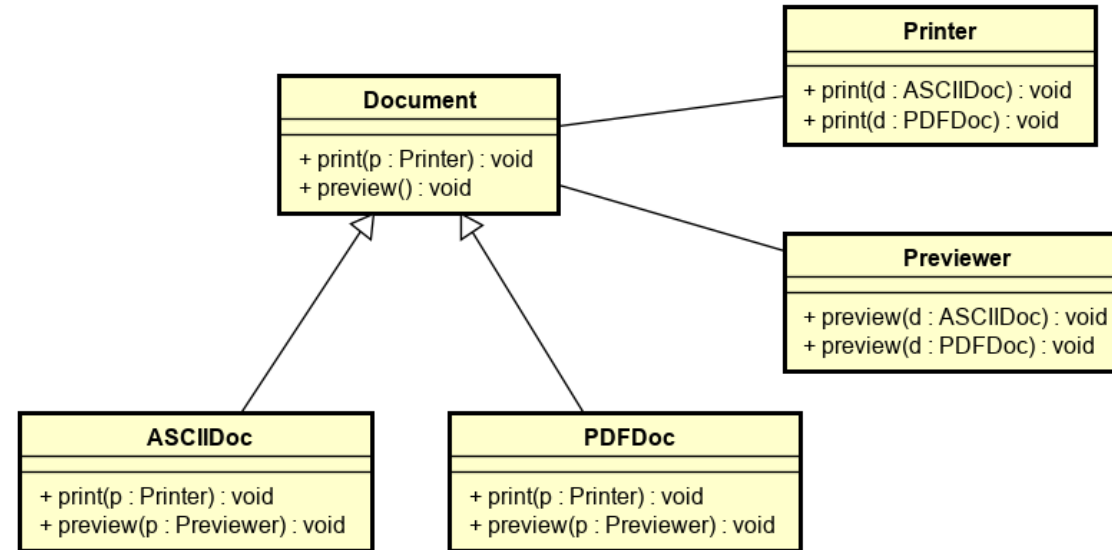 Printer
+ print(d : ASCIIDoc) : void
+ print(d : PDFDoc) : void
Document
+ print(p : Printer) : void
+ preview() : void
Previewer
+ preview(d : ASCIIDoc) : void
+ preview(d : PDFDoc) : void
ASCIIDoc
+ print(p : Printer) : void
+ preview(p : Previewer) : void
PDFDoc
+ print(p : Printer) : void
+ preview(p : Previewer) : void